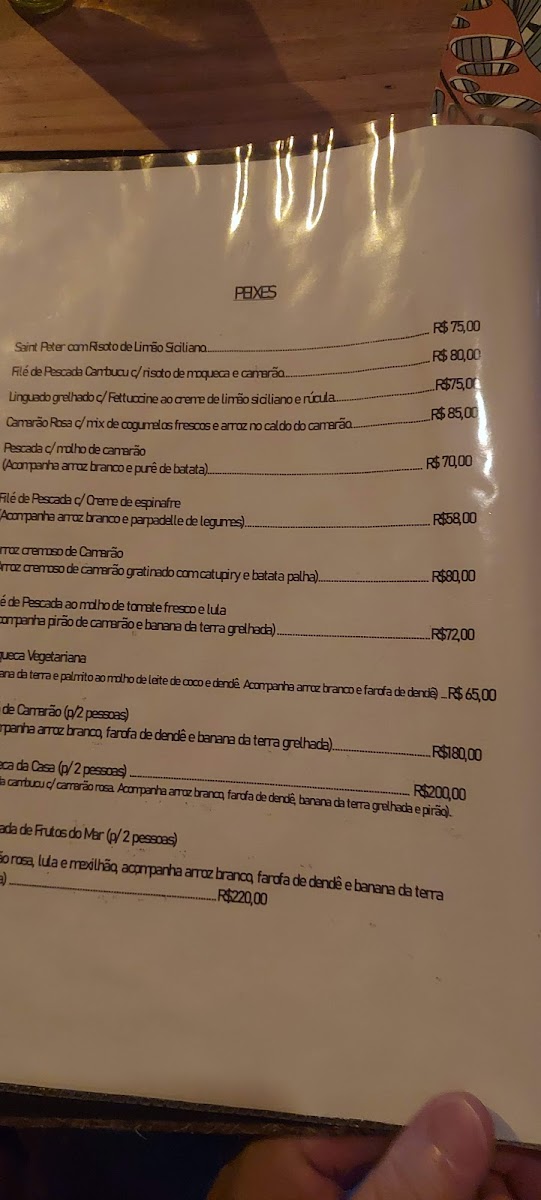 PEIXES
Saint Peter com Risoto de Limão Siciliano R$ 75,00
Filé de Pescada Cambucu c/ risoto de moqueca e camarão R$ 80,00
Linguado grelhado c/ Fettuccine ao creme de limão siciliano e rúcula R$75,00
Camarão Rosa c/ mix de cogumelos frescos e arroz no caldo do camarão R$ 85,00
Pescada c/ molho de camarão
(Acompanha arroz branco e purê de batata) R$ 70,00
Filé de Pescada c/ Creme de espinafre
(Acompanha arroz branco e parpadelle de legumes) R$58,00
rroz cremoso de Camarão
Arroz cremoso de camarão gratinado com catupiry e batata palha) R$80,00
é de Pescada ao molho de tomate fresco e lula
companha pirão de camarão e banana da terra grelhada) R$72,00
queca Vegetariana
ana da terra e palmito ao molho de leite de coco e dendê. Acompanha arroz branco e farofa de dendê) R$ 65,00
de Camarão (p/2 pessoas)
mpanha arroz branco, farofa de dendê e banana da terra grelhada) R$180,00
eca da Casa (p/ 2 pessoas) R$200,00
da cambucu c/ camarão rosa. Acompanha arroz branco, farofa de dendê, banana da terra grelhada e pirão).
ada de Frutos do Mar (p/ 2 pessoas)
ão rosa, lula e mexilhão, acompanha arroz branco, farofa de dendê e banana da terra
a) R$220,00